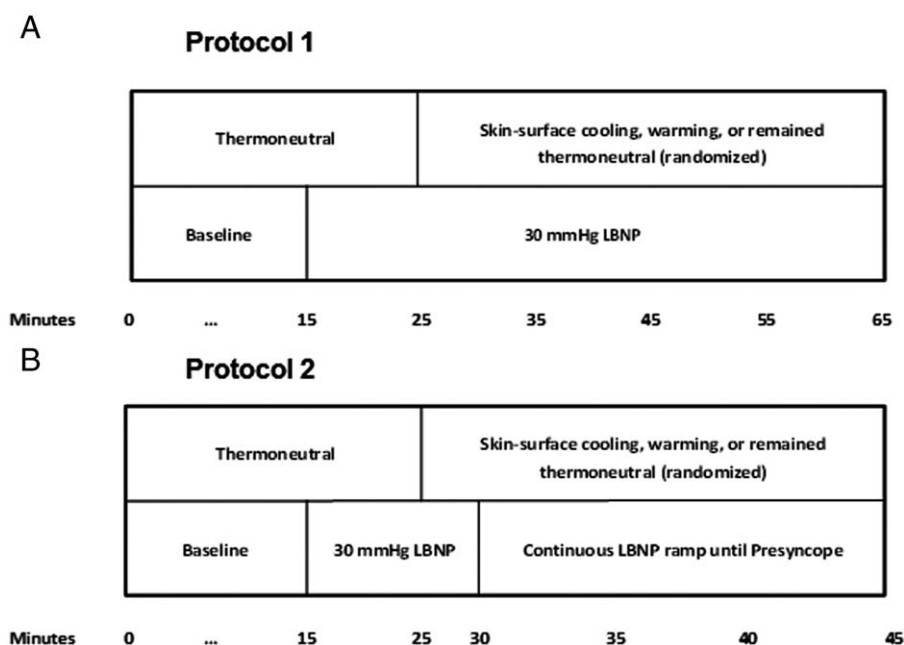 A
Protocol 1
Thermoneutral
Skin-surface cooling, warming, or remained
thermoneutral (randomized)
Baseline
30 mmHg LBNP
Minutes 0 ... 15 25 35 45 55 65
B
Protocol 2
Thermoneutral
Skin-surface cooling, warming, or remained
thermoneutral (randomized)
Baseline
30 mmHg LBNP
Continuous LBNP ramp until Presyncope
Minutes 0 ... 15 25 30 35 40 45